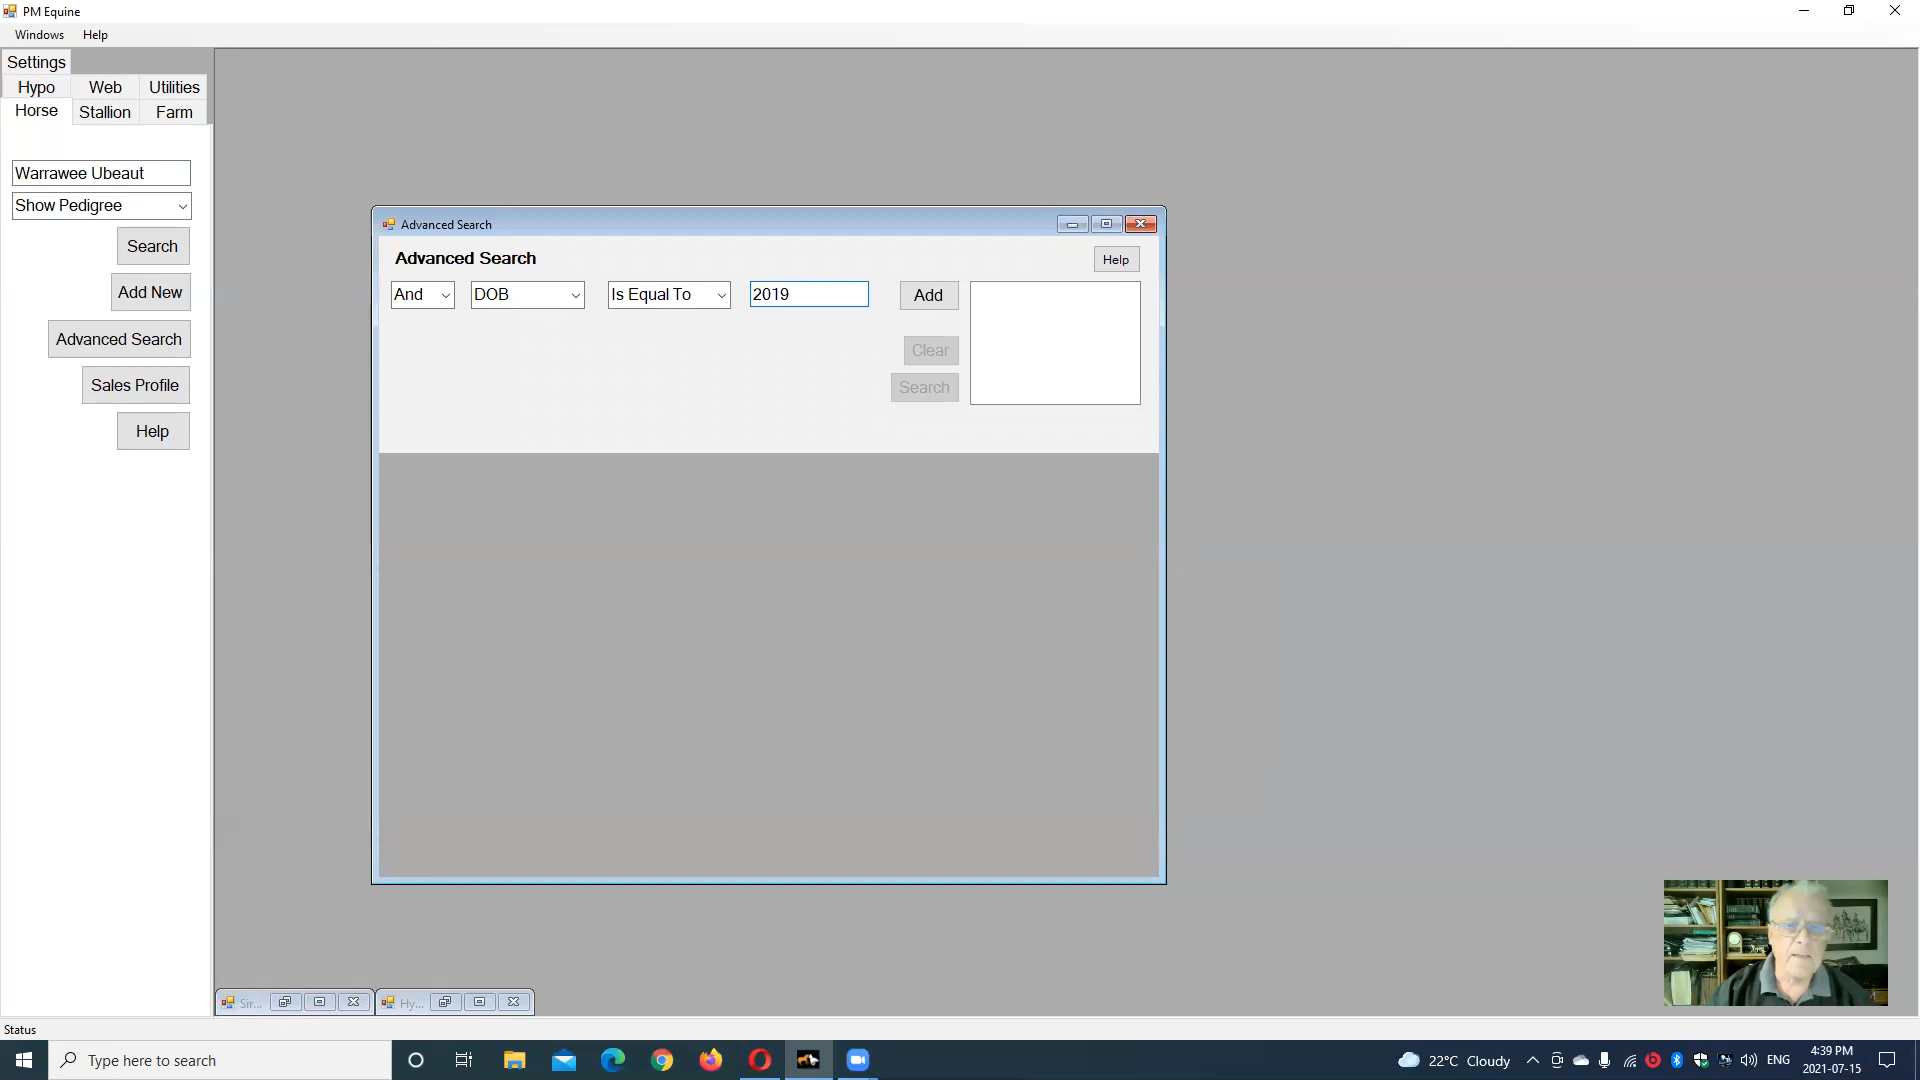 PM Equine
Windows Help
Settings
Hypo Web Utilities
Horse Stallion Farm
Warrawee Ubeaut
Show Pedigree
Search
Add New
Advanced Search
Sales Profile
Help
Advanced Search
Advanced Search
Help
And DOB Is Equal To 2019 Add
Clear
Search
Sir... Hy...
Status
Type here to search
22°C Cloudy ENG
4:39 PM
2021-07-15